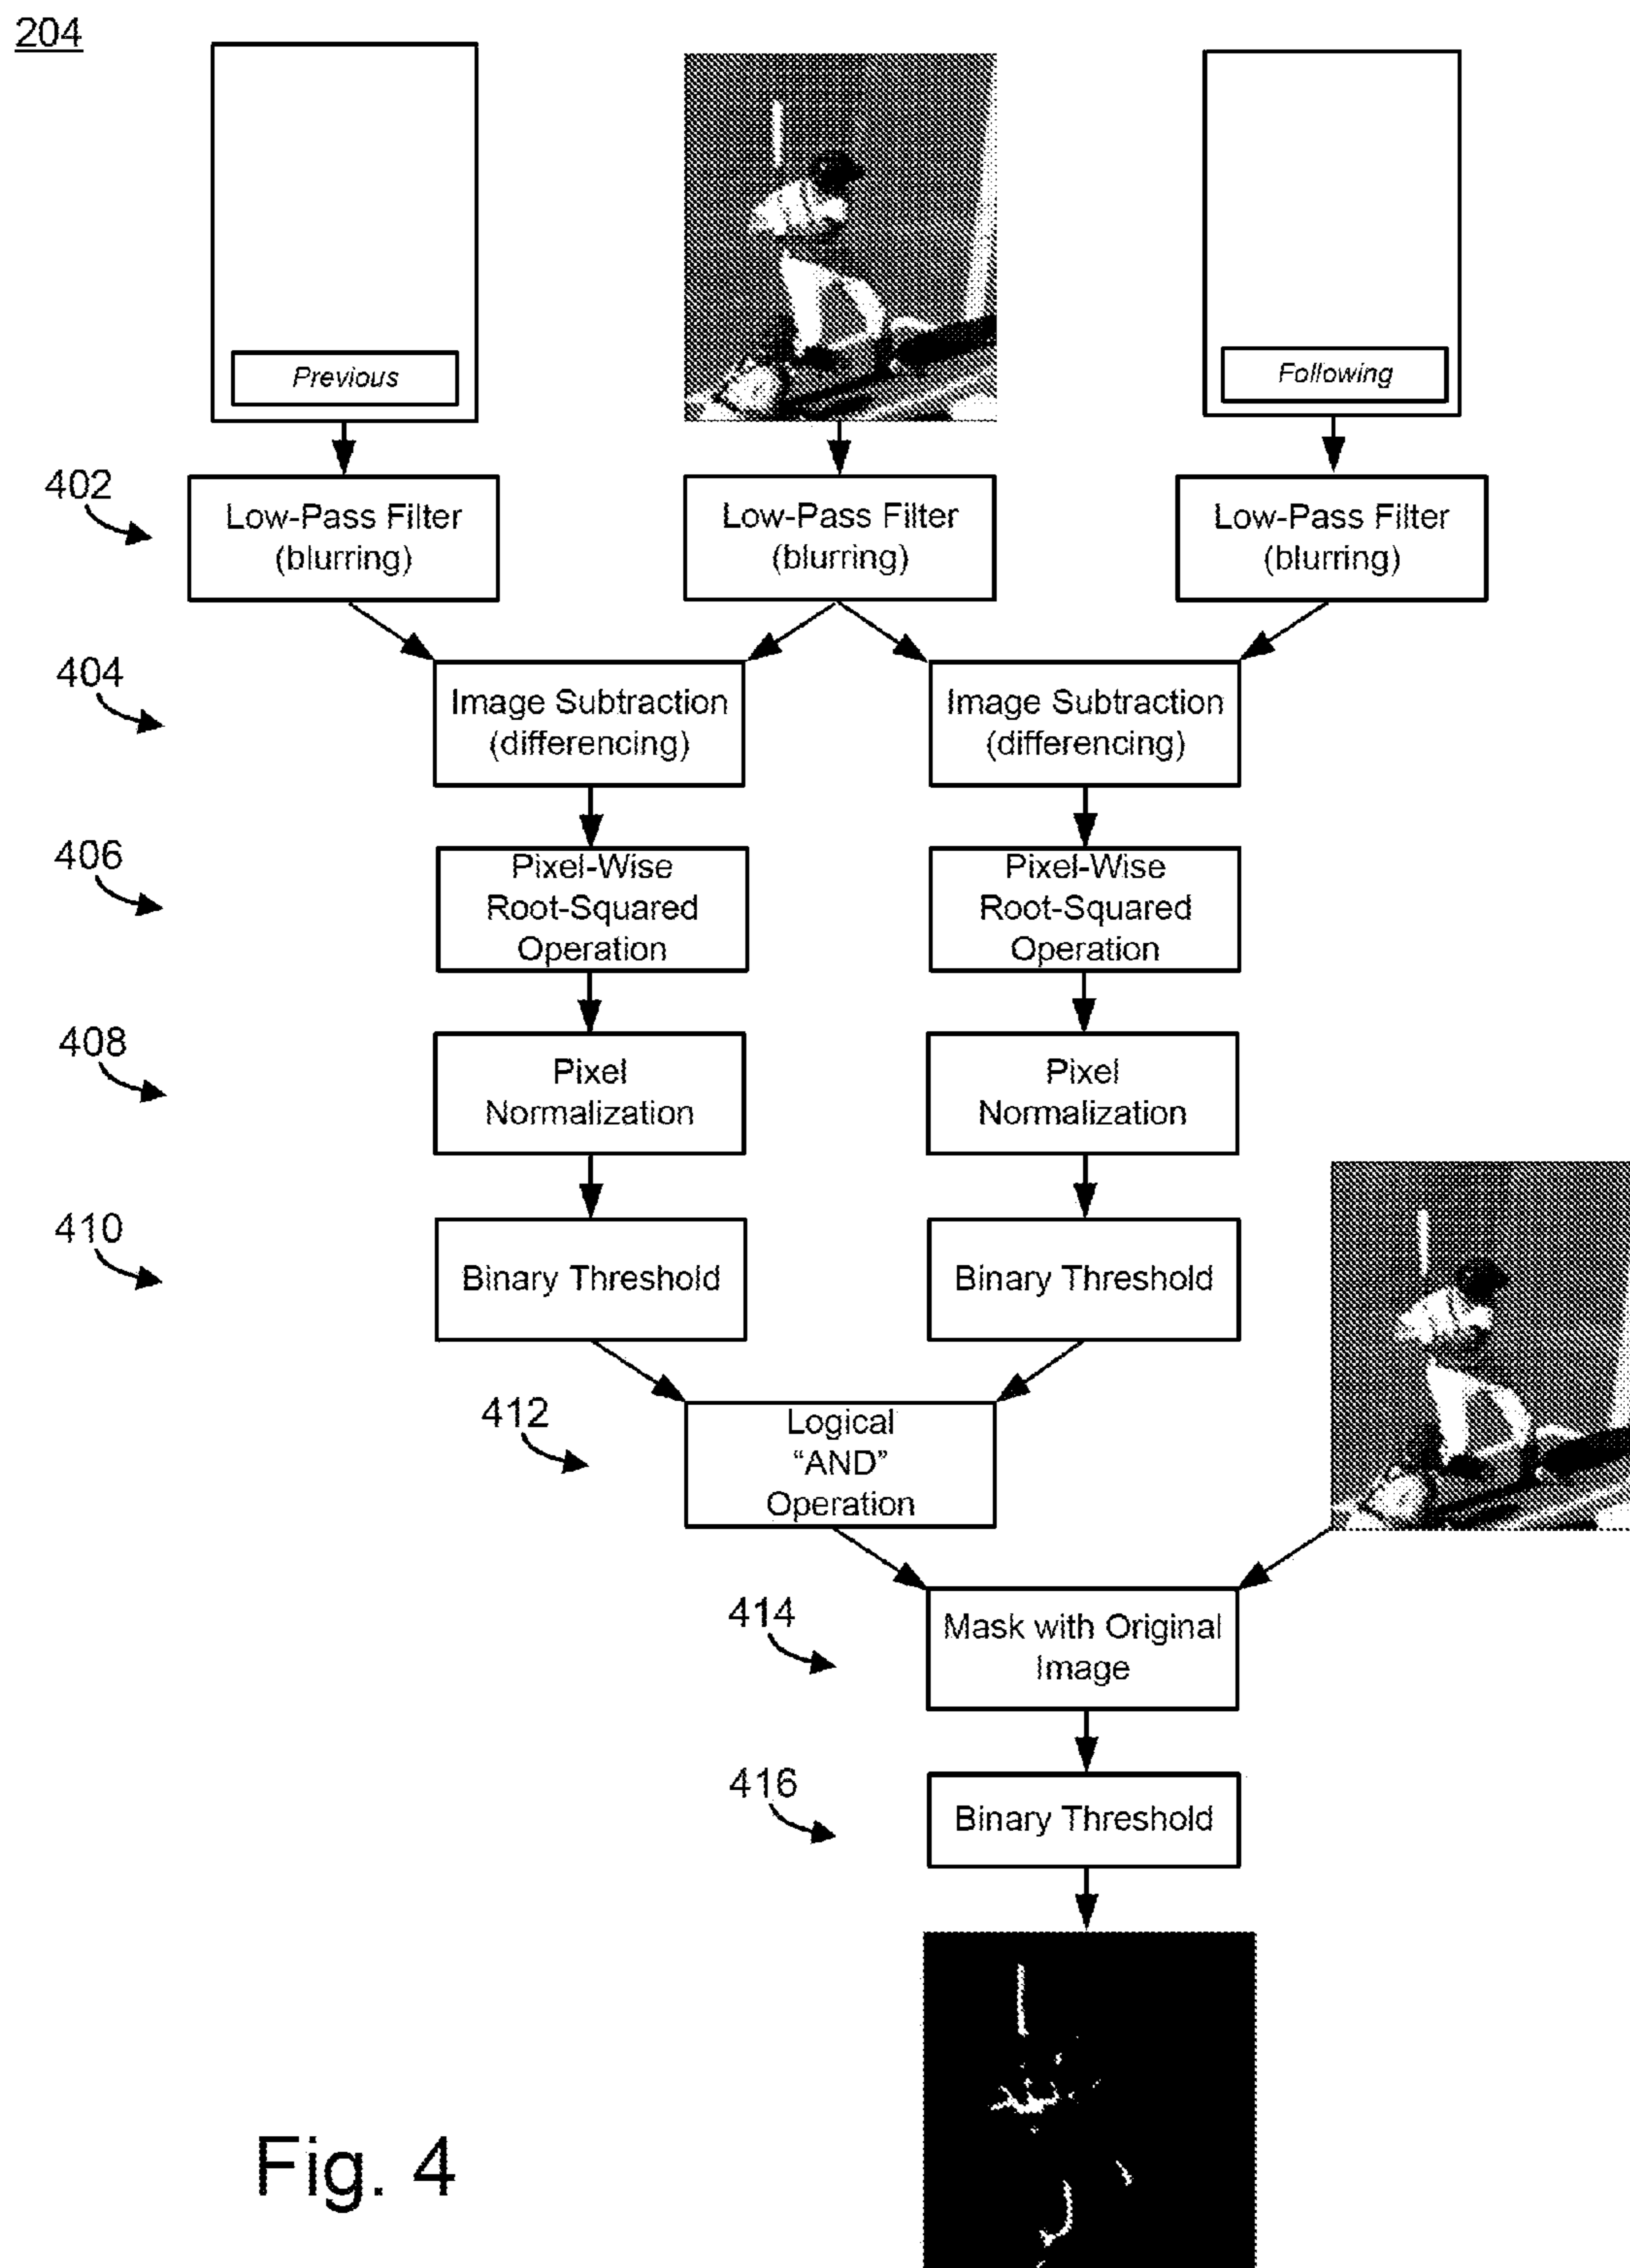 204
Previous
Following
402
Low-Pass Filter
(blurring)
Low-Pass Filter
(blurring)
Low-Pass Filter
(blurring)
404
Image Subtraction
(differencing)
Image Subtraction
(differencing)
406
Pixel-Wise
Root-Squared
Operation
Pixel-Wise
Root-Squared
Operation
408
Pixel
Normalization
Pixel
Normalization
410
Binary Threshold
Binary Threshold
412
Logical
“AND”
Operation
414
Mask with Original
Image
416
Binary Threshold
Fig. 4